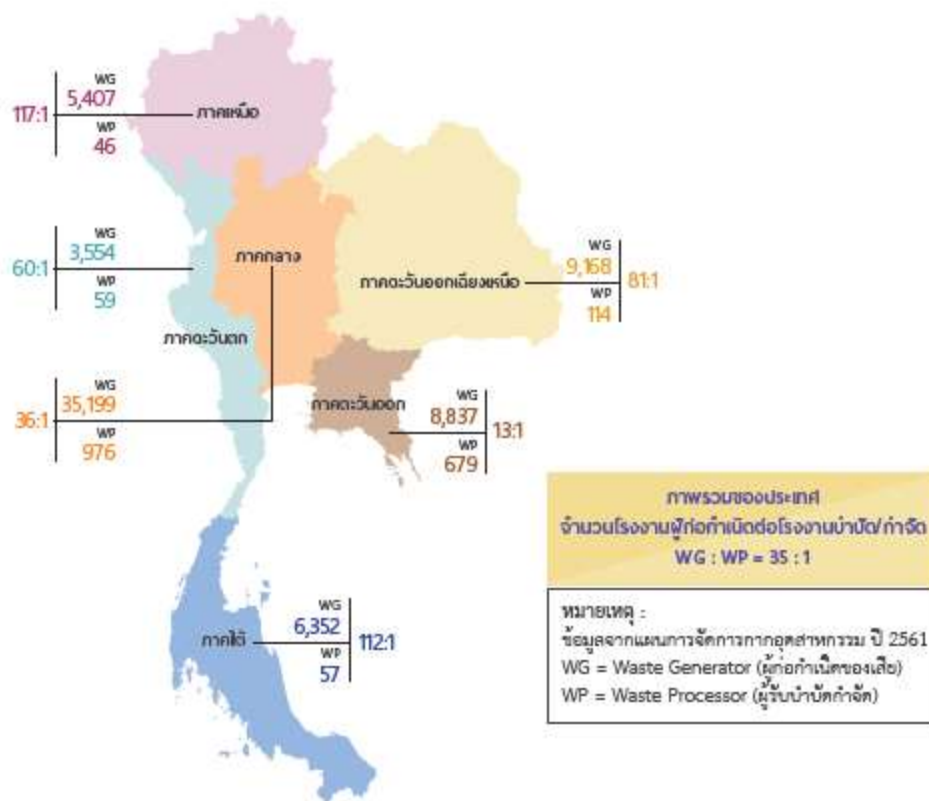 WG
5,407
117:1
WP
46
ภาคเหนือ
WG
3,554
60:1
WP
59
ภาคตะวันตก
ภาคกลาง
WG
35,199
36:1
WP
976
ภาคตะวันออกเฉียงเหนือ
WG
9,168
81:1
WP
114
ภาคตะวันออก
WG
8,837
13:1
WP
679
ภาคใต้
WG
6,352
112:1
WP
57
ภาพรวมของประเทศ
จำนวนโรงงานผู้ก่อกำเนิดต่อโรงงานบำบัด/กำจัด
WG : WP = 35 : 1
หมายเหตุ :
ข้อมูลจากแผนการจัดการกากอุตสาหกรรม ปี 2561
WG = Waste Generator (ผู้ก่อกำเนิดของเสีย)
WP = Waste Processor (ผู้รับบำบัดกำจัด)